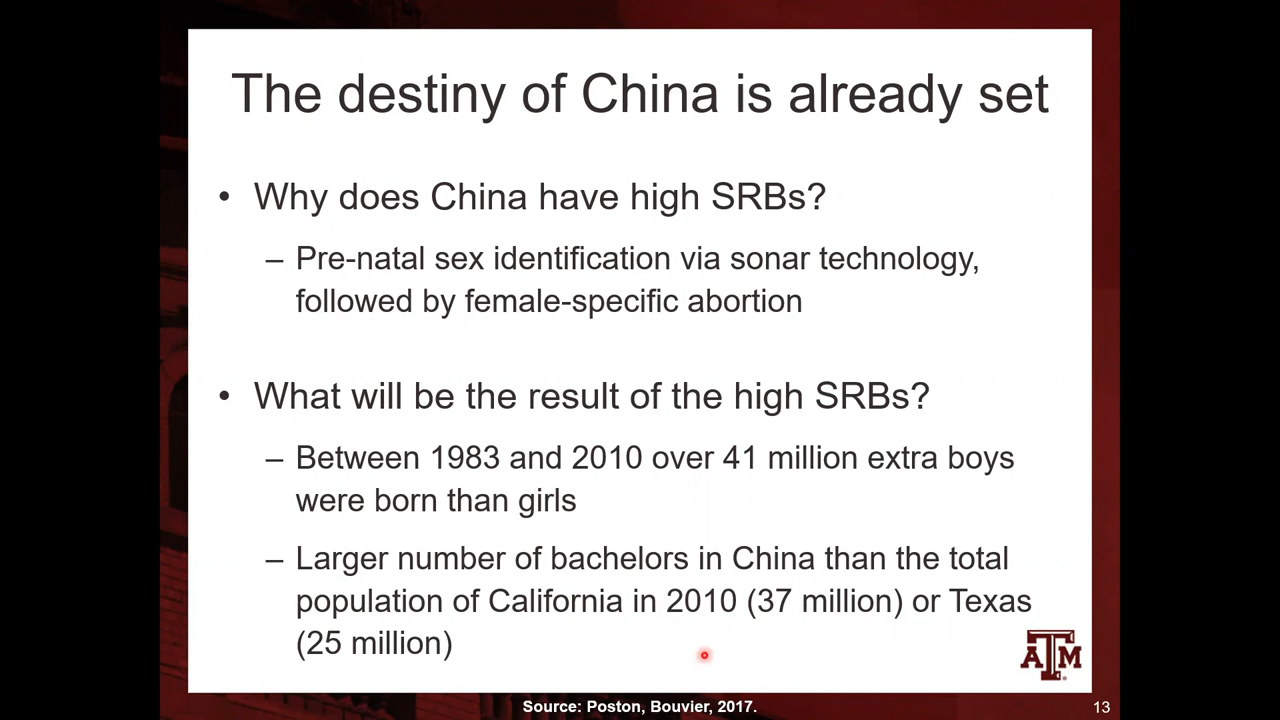 The destiny of China is already set
• Why does China have high SRBs?
– Pre-natal sex identification via sonar technology,
followed by female-specific abortion
• What will be the result of the high SRBs?
– Between 1983 and 2010 over 41 million extra boys
were born than girls
– Larger number of bachelors in China than the total
population of California in 2010 (37 million) or Texas
(25 million)
ATM
Source: Poston, Bouvier, 2017.
13